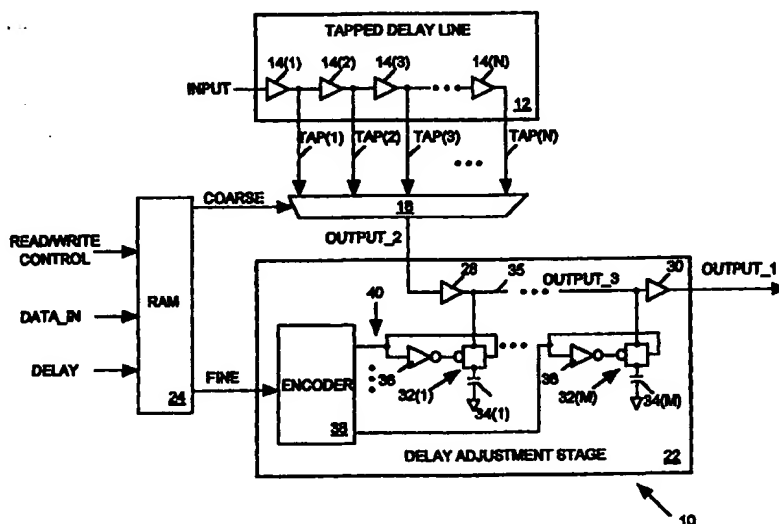 TAPPED DELAY LINE
14(1) 14(2) 14(3) 14(N)
INPUT
12
TAP(1) TAP(2) TAP(3) TAP(N)
COARSE
18
OUTPUT_2
READ/WRITE
CONTROL
RAM
DATA_IN
DELAY
FINE
24
28 35 OUTPUT_3 30 OUTPUT_1
40
ENCODER
38
36 32(1) 34(1)
36 32(M) 34(M)
DELAY ADJUSTMENT STAGE 22
10